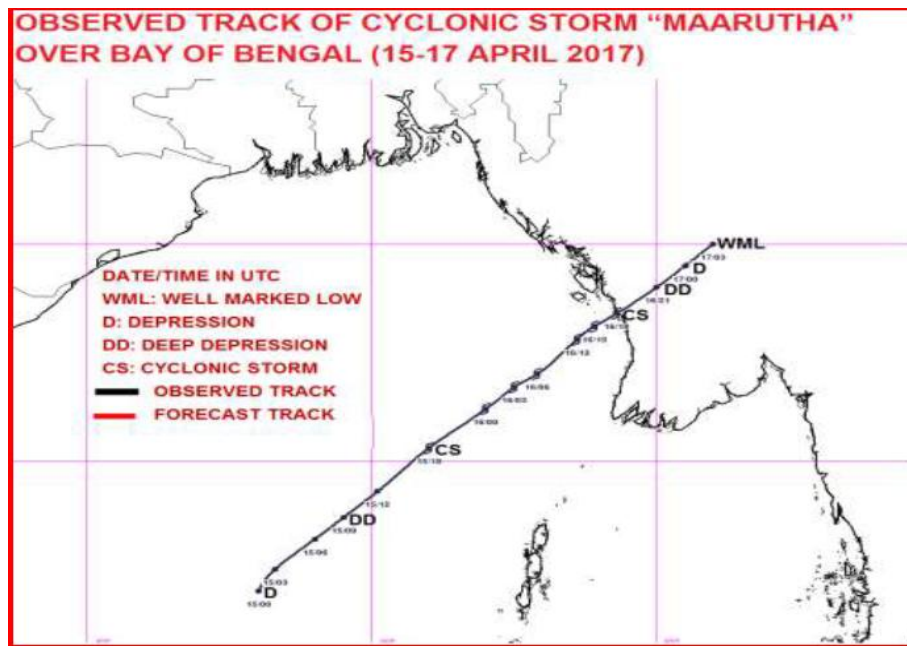 OBSERVED TRACK OF CYCLONIC STORM “MAARUTHA”
OVER BAY OF BENGAL (15-17 APRIL 2017)
WML
17/03
D
17/00
DD
16/21
DATE/TIME IN UTC
WML: WELL MARKED LOW
D: DEPRESSION
DD: DEEP DEPRESSION
CS: CYCLONIC STORM
OBSERVED TRACK
FORECAST TRACK
CS
16/15
16/12
16/06
16/03
16/00
CS
15/18
15/12
DD
15/09
15/06
15/03
D
15/00